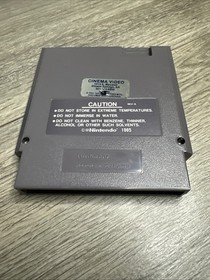 CINEMA VIDEO
CAUTION
● DO NOT STORE IN EXTREME TEMPERATURES.
● DO NOT IMMERSE IN WATER.
● DO NOT CLEAN WITH BENZENE, THINNER,
ALCOHOL OR OTHER SUCH SOLVENTS.
©Nintendo 1985